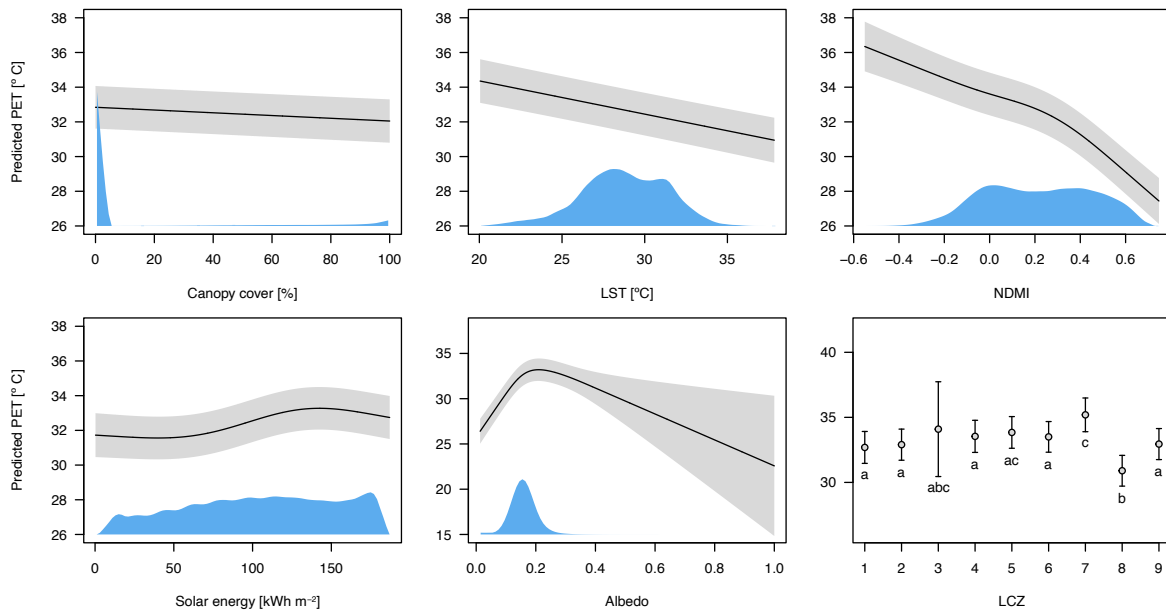 38
36
34
32
30
28
26
Predicted PET [° C]
0 20 40 60 80 100
Canopy cover [%]
38
36
34
32
30
28
26
20 25 30 35
LST [ºC]
38
36
34
32
30
28
26
−0.6 −0.4 −0.2 0.0 0.2 0.4 0.6
NDMI
38
36
34
32
30
28
26
Predicted PET [° C]
0 50 100 150
Solar energy [kWh m⁻²]
35
30
25
20
15
0.0 0.2 0.4 0.6 0.8 1.0
Albedo
40
35
30
a a abc a ac a c b a
1 2 3 4 5 6 7 8 9
LCZ